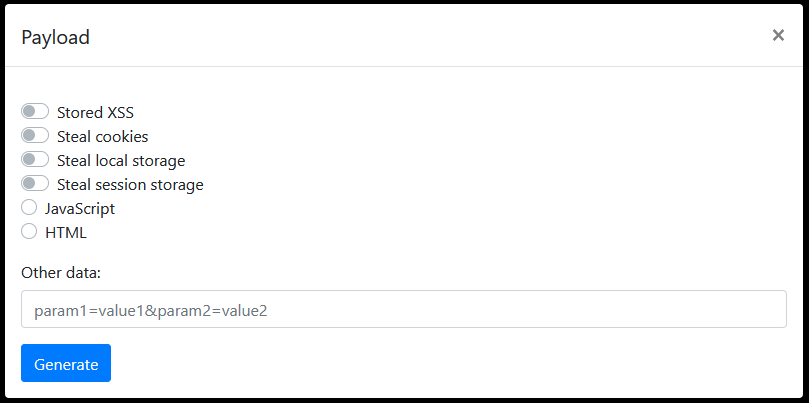 Payload
×
Stored XSS
Steal cookies
Steal local storage
Steal session storage
JavaScript
HTML
Other data:
param1=value1&param2=value2
Generate